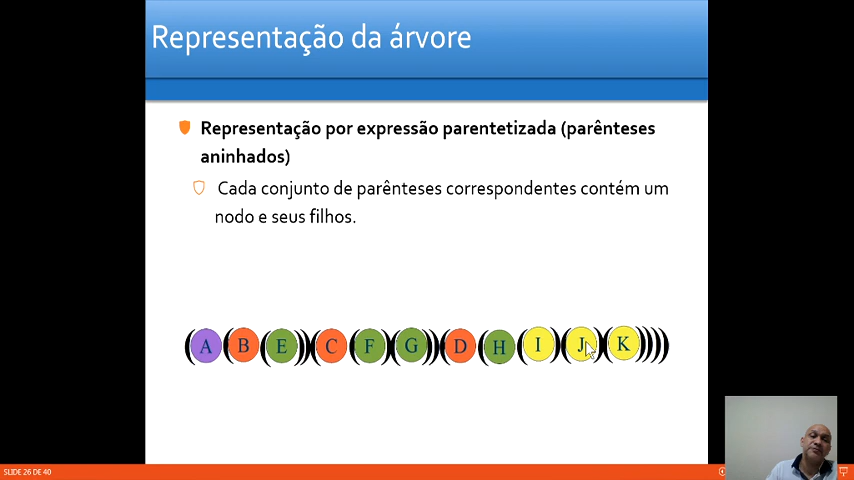 Representação da árvore
Representação por expressão parentetizada (parênteses
aninhados)
Cada conjunto de parênteses correspondentes contém um
nodo e seus filhos.
(A(B(E))(C(F)(G))(D(H(I)(J)(K))))
SLIDE 26 DE 40